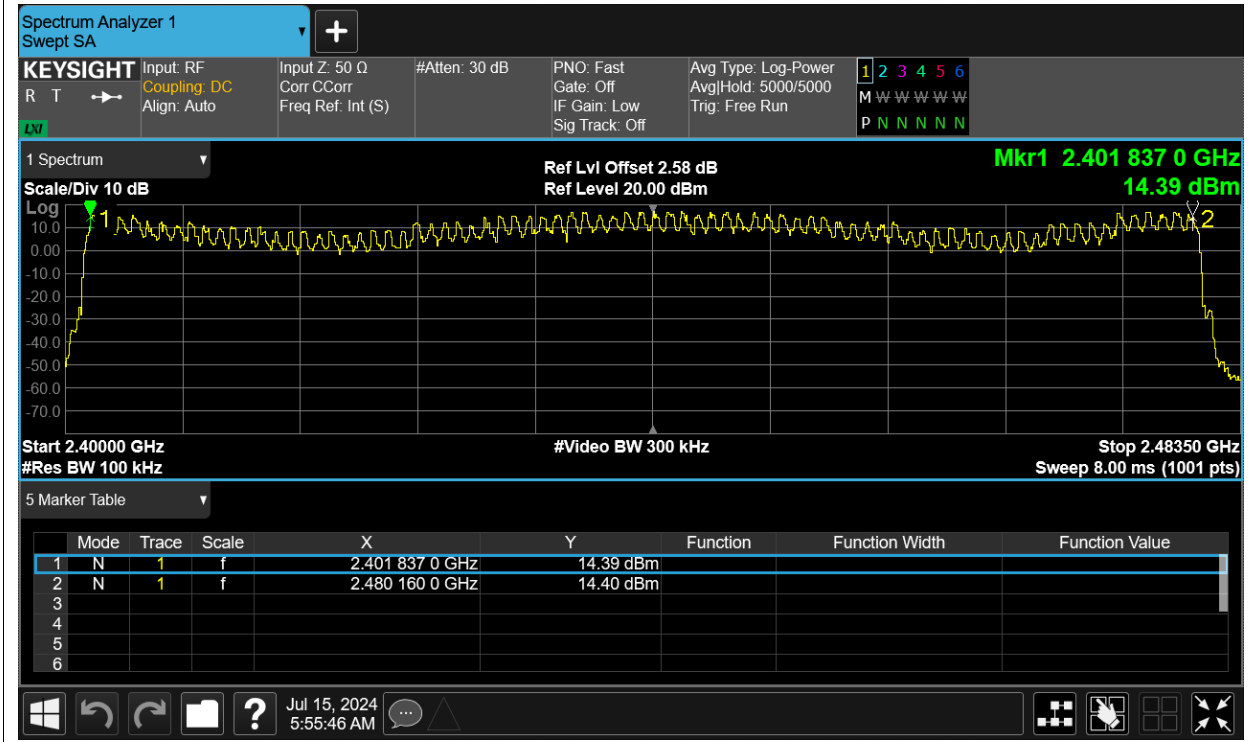 Spectrum Analyzer 1
Swept SA
+
KEYSIGHT
R T
LXI
Input: RF
Coupling: DC
Align: Auto
Input Z: 50 Ω
Corr CCorr
Freq Ref: Int (S)
#Atten: 30 dB
PNO: Fast
Gate: Off
IF Gain: Low
Sig Track: Off
Avg Type: Log-Power
Avg|Hold: 5000/5000
Trig: Free Run
1 2 3 4 5 6
M W W W W W
P N N N N N
1 Spectrum
Scale/Div 10 dB
Log
Ref Lvl Offset 2.58 dB
Ref Level 20.00 dBm
Mkr1 2.401 837 0 GHz
14.39 dBm
1
2
10.0
0.00
-10.0
-20.0
-30.0
-40.0
-50.0
-60.0
-70.0
Start 2.40000 GHz
#Res BW 100 kHz
#Video BW 300 kHz
Stop 2.48350 GHz
Sweep 8.00 ms (1001 pts)
5 Marker Table
Mode Trace Scale X Y Function Function Width Function Value
1 N 1 f 2.401 837 0 GHz 14.39 dBm
2 N 1 f 2.480 160 0 GHz 14.40 dBm
3
4
5
6
?
Jul 15, 2024
5:55:46 AM